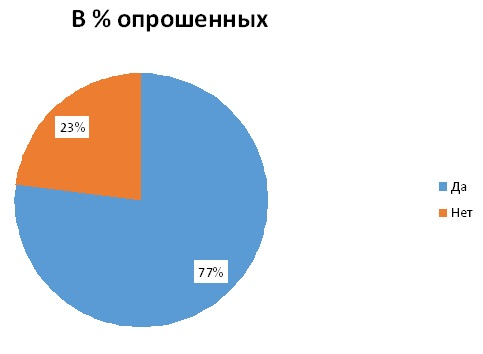 В % опрошенных
23%
Да
Нет
77%